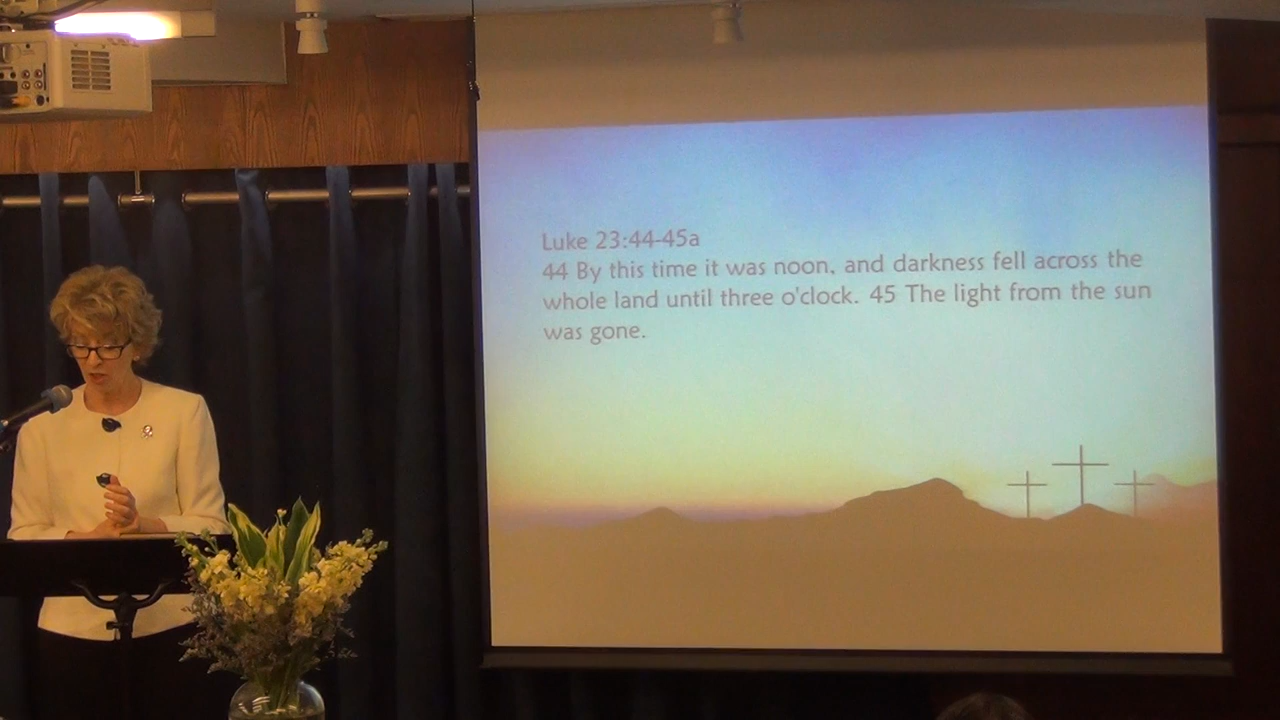 Luke 23:44-45a
44 By this time it was noon, and darkness fell across the
whole land until three o'clock. 45 The light from the sun
was gone.